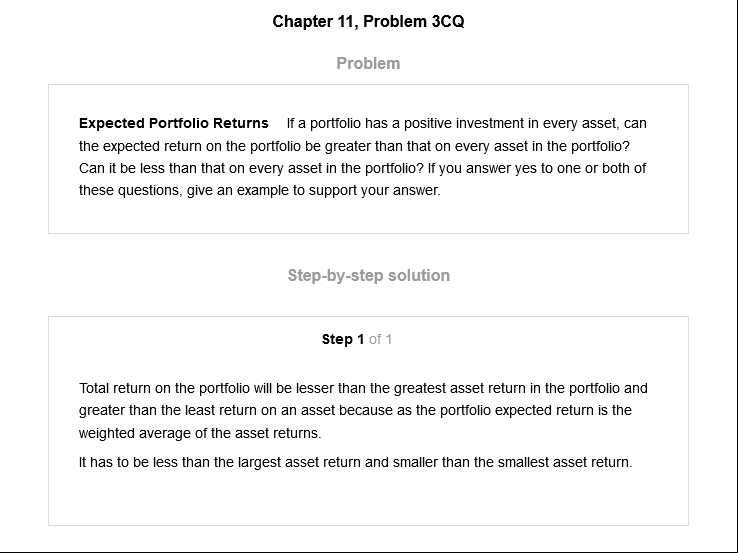 Chapter 11, Problem 3CQ
Problem
Expected Portfolio Returns If a portfolio has a positive investment in every asset, can
the expected return on the portfolio be greater than that on every asset in the portfolio?
Can it be less than that on every asset in the portfolio? If you answer yes to one or both of
these questions, give an example to support your answer.
Step-by-step solution
Step 1 of 1
Total return on the portfolio will be lesser than the greatest asset return in the portfolio and
greater than the least return on an asset because as the portfolio expected return is the
weighted average of the asset returns.
It has to be less than the largest asset return and smaller than the smallest asset return.